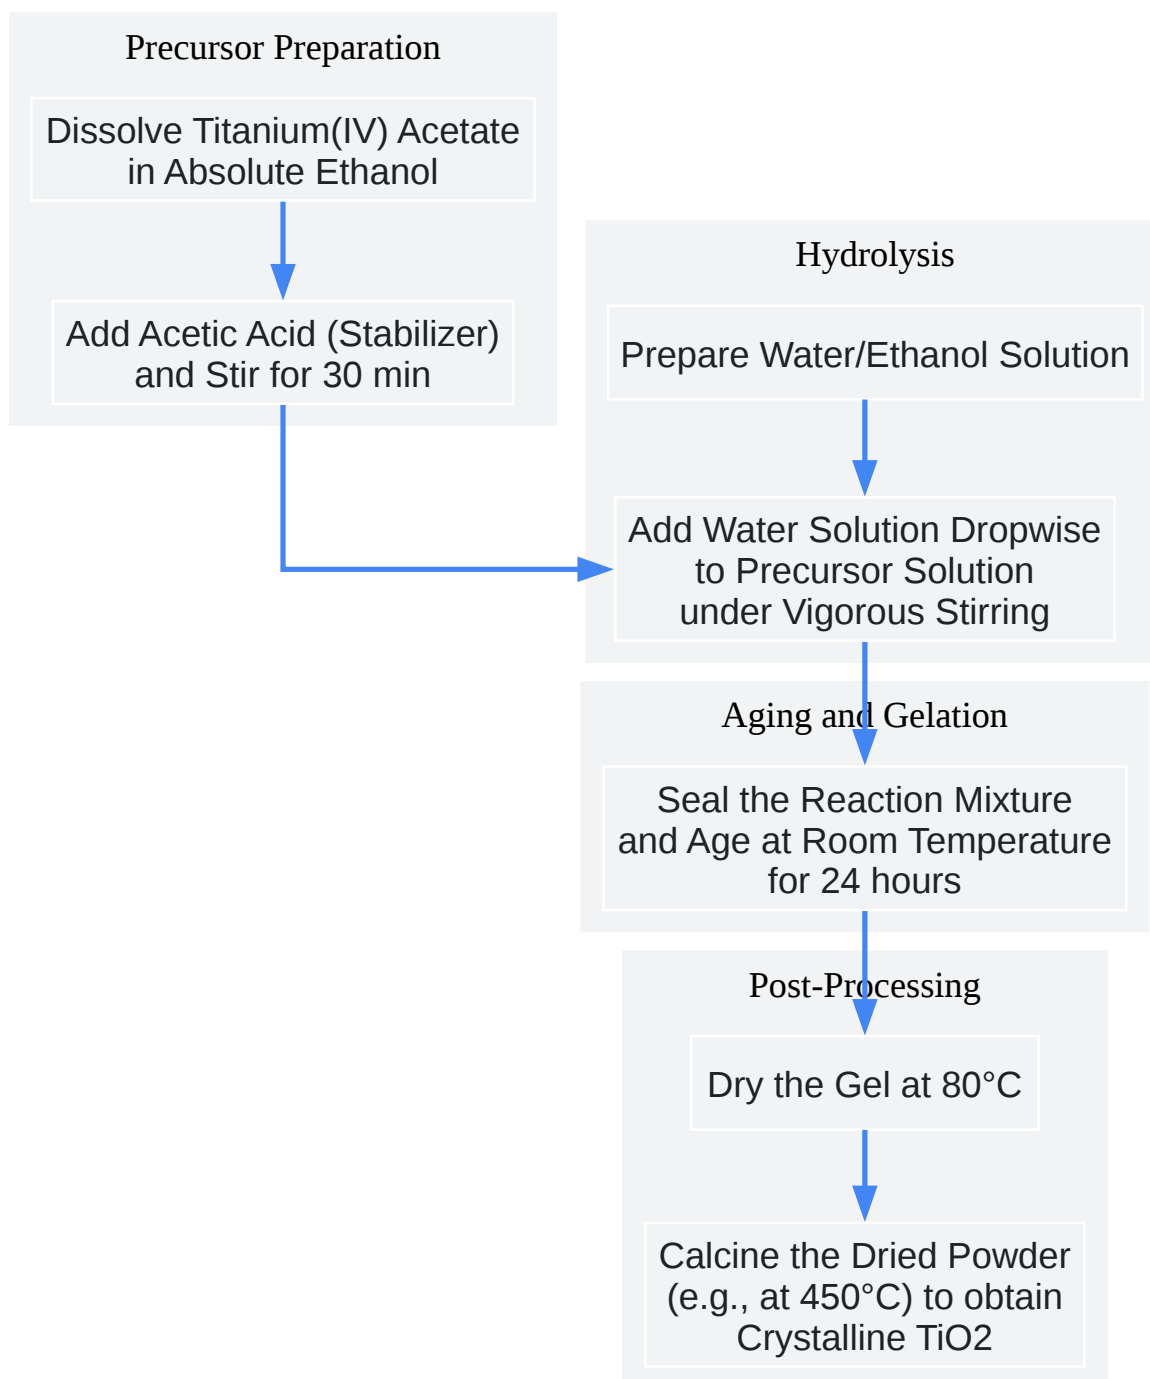 Precursor Preparation
Dissolve Titanium(IV) Acetate
in Absolute Ethanol
Add Acetic Acid (Stabilizer)
and Stir for 30 min
Hydrolysis
Prepare Water/Ethanol Solution
Add Water Solution Dropwise
to Precursor Solution
under Vigorous Stirring
Aging and Gelation
Seal the Reaction Mixture
and Age at Room Temperature
for 24 hours
Post-Processing
Dry the Gel at 80°C
Calcine the Dried Powder
(e.g., at 450°C) to obtain
Crystalline TiO2